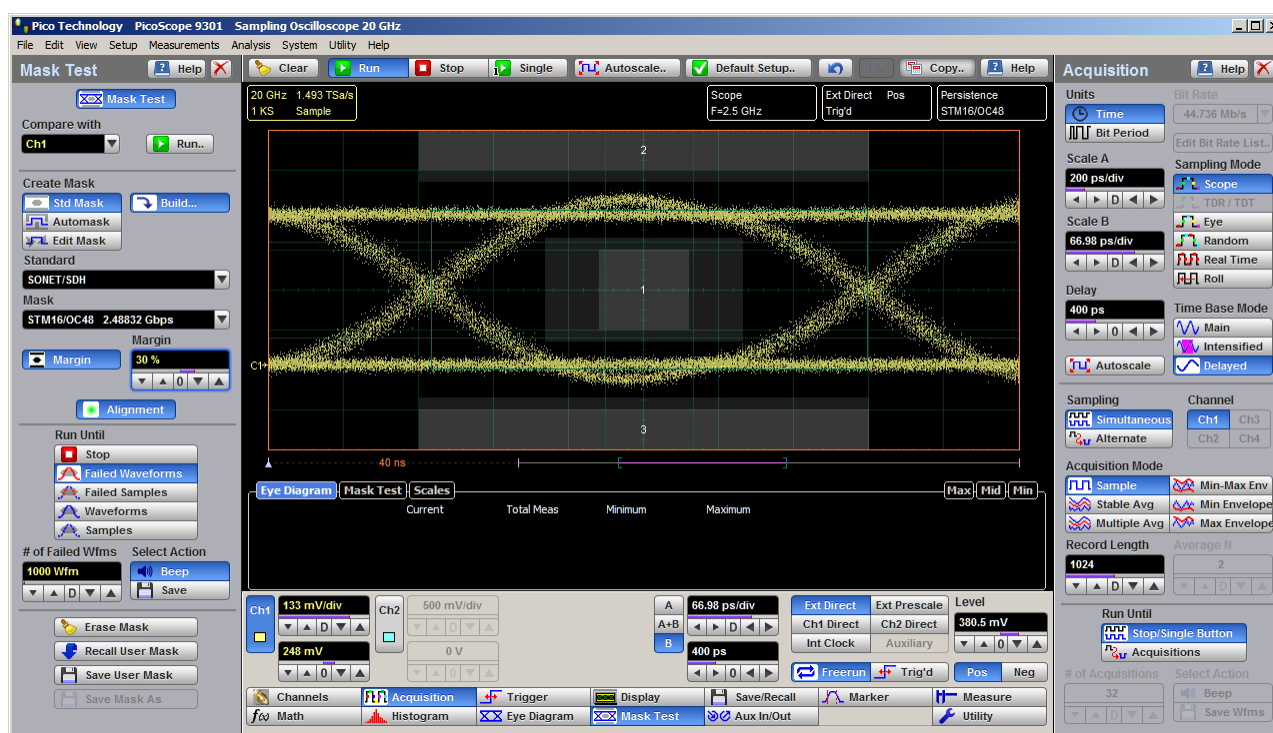 Pico Technology PicoScope 9301 Sampling Oscilloscope 20 GHz
File Edit View Setup Measurements Analysis System Utility Help
Mask Test
Help
Mask Test
Compare with
Ch1
Run..
Create Mask
Std Mask
Build...
Automask
Edit Mask
Standard
SONET/SDH
Mask
STM16/OC48 2.48832 Gbps
Margin
Margin
30 %
0
Alignment
Run Until
Stop
Failed Waveforms
Failed Samples
Waveforms
Samples
# of Failed Wfms
Select Action
1000 Wfm
Beep
D
Save
Erase Mask
Recall User Mask
Save User Mask
Save Mask As
Clear
Run
Stop
Single
Autoscale..
Default Setup..
Copy..
Help
20 GHz 1.493 TSa/s
1 KS Sample
Scope
F=2.5 GHz
Ext Direct Pos
Trig'd
Persistence
STM16/OC48
2
1
C1
3
40 ns
Eye Diagram
Mask Test
Scales
Max
Mid
Min
Current
Total Meas
Minimum
Maximum
Ch1
133 mV/div
D
248 mV
0
Ch2
500 mV/div
D
0 V
0
A
A+B
B
66.98 ps/div
D
400 ps
0
Ext Direct
Ext Prescale
Ch1 Direct
Ch2 Direct
Int Clock
Auxiliary
Freerun
Trig'd
Level
380.5 mV
0
Pos
Neg
Channels
Acquisition
Trigger
Display
Save/Recall
Marker
Measure
Math
Histogram
Eye Diagram
Mask Test
Aux In/Out
Utility
Acquisition
Help
Units
Bit Rate
Time
44.736 Mb/s
Bit Period
Edit Bit Rate List..
Scale A
Sampling Mode
200 ps/div
Scope
D
TDR / TDT
Scale B
Eye
66.98 ps/div
Random
D
Real Time
Roll
Delay
400 ps
Time Base Mode
0
Main
Intensified
Autoscale
Delayed
Sampling
Channel
Simultaneous
Ch1
Ch3
Alternate
Ch2
Ch4
Acquisition Mode
Sample
Min-Max Env
Stable Avg
Min Envelope
Multiple Avg
Max Envelope
Record Length
Average N
1024
2
D
D
Run Until
Stop/Single Button
Acquisitions
# of Acquisitions
Select Action
32
Beep
D
Save Wfms